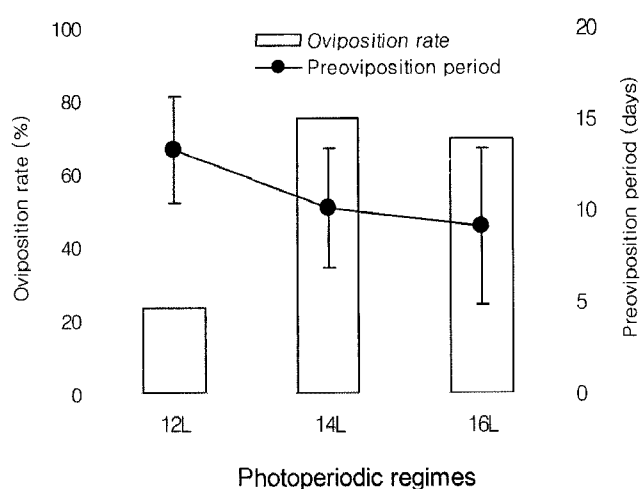 Oviposition rate
Preoviposition period
Oviposition rate (%)
100
80
60
40
20
0
Preoviposition period (days)
20
15
10
5
0
12L
14L
16L
Photoperiodic regimes